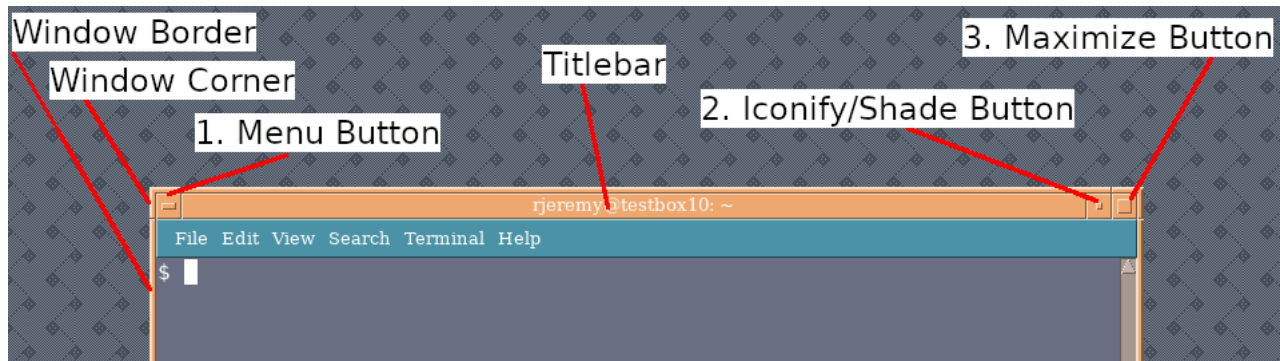 Window Border
3. Maximize Button
Titlebar
Window Corner
2. Iconify/Shade Button
1. Menu Button
rjeremy@testbox10: ~
File Edit View Search Terminal Help
$